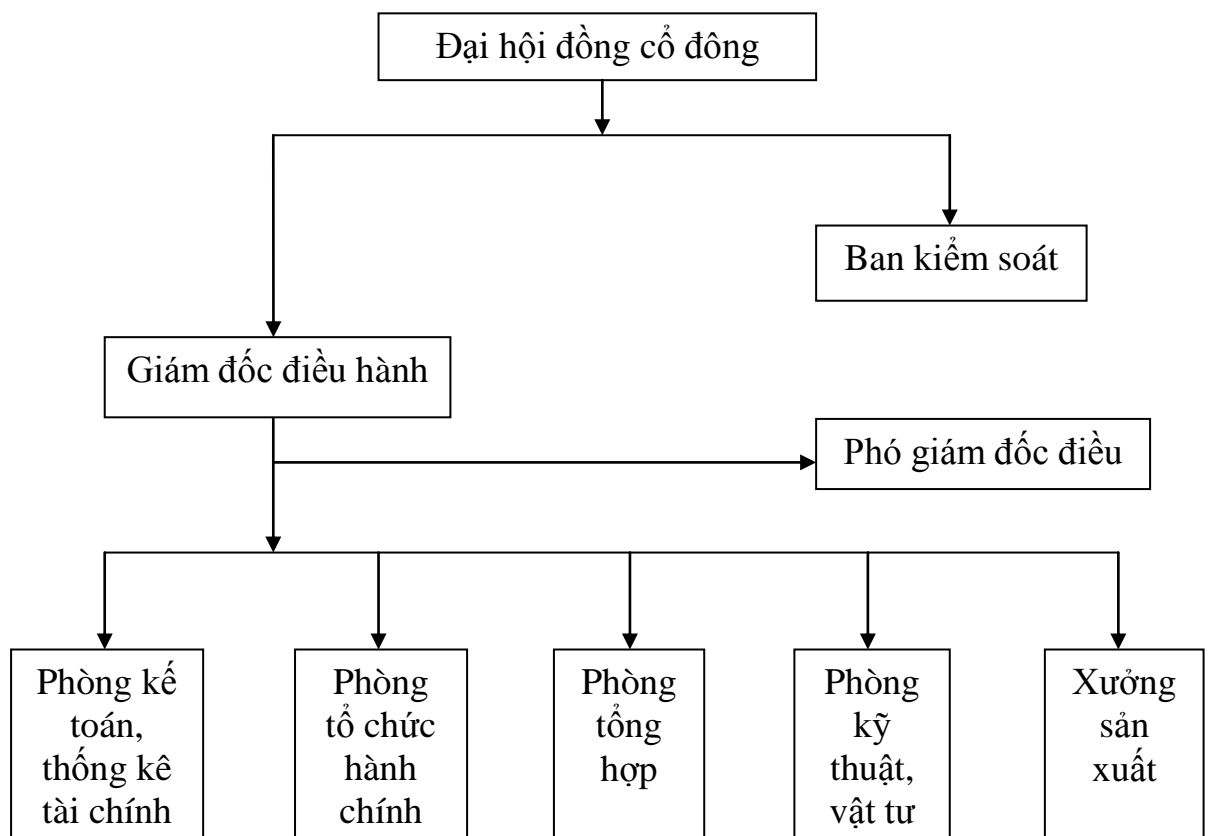 Đại hội đồng cổ đông
Ban kiểm soát
Giám đốc điều hành
Phó giám đốc điều
Phòng kế
toán,
thống kê
tài chính
Phòng
tổ chức
hành
chính
Phòng
tổng
hợp
Phòng
kỹ
thuật,
vật tư
Xưởng
sản
xuất